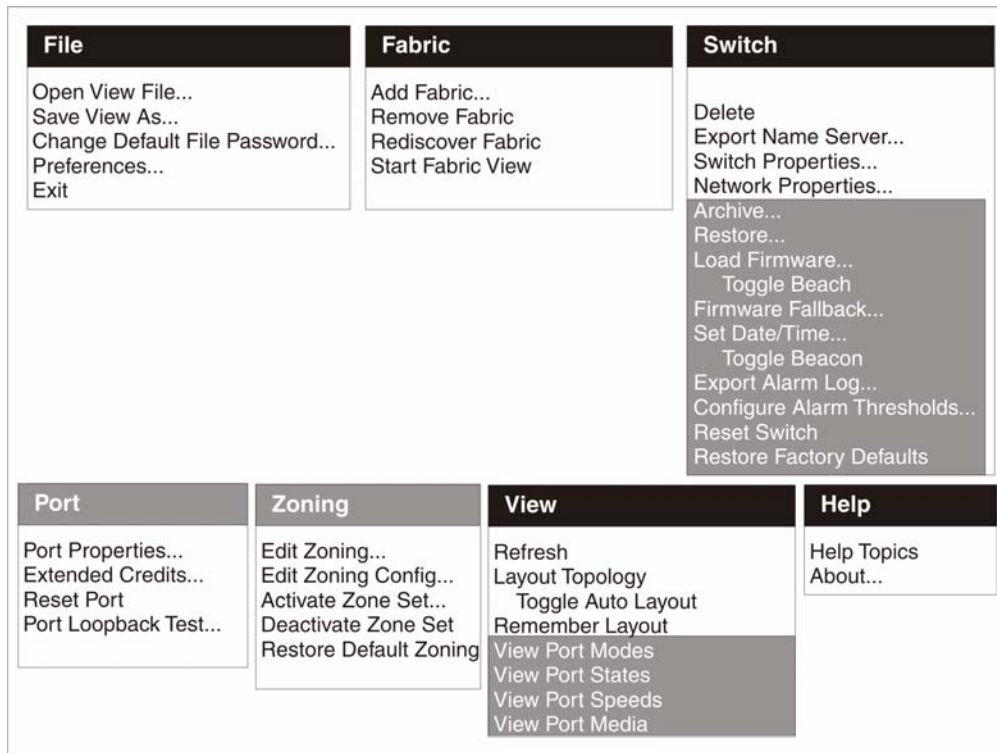 File
Open View File...
Save View As...
Change Default File Password...
Preferences...
Exit
Fabric
Add Fabric...
Remove Fabric
Rediscover Fabric
Start Fabric View
Switch
Delete
Export Name Server...
Switch Properties...
Network Properties...
Archive...
Restore...
Load Firmware...
Toggle Beach
Firmware Fallback...
Set Date/Time...
Toggle Beacon
Export Alarm Log...
Configure Alarm Thresholds...
Reset Switch
Restore Factory Defaults
Port
Port Properties...
Extended Credits...
Reset Port
Port Loopback Test...
Zoning
Edit Zoning...
Edit Zoning Config...
Activate Zone Set...
Deactivate Zone Set
Restore Default Zoning
View
Refresh
Layout Topology
Toggle Auto Layout
Remember Layout
View Port Modes
View Port States
View Port Speeds
View Port Media
Help
Help Topics
About...